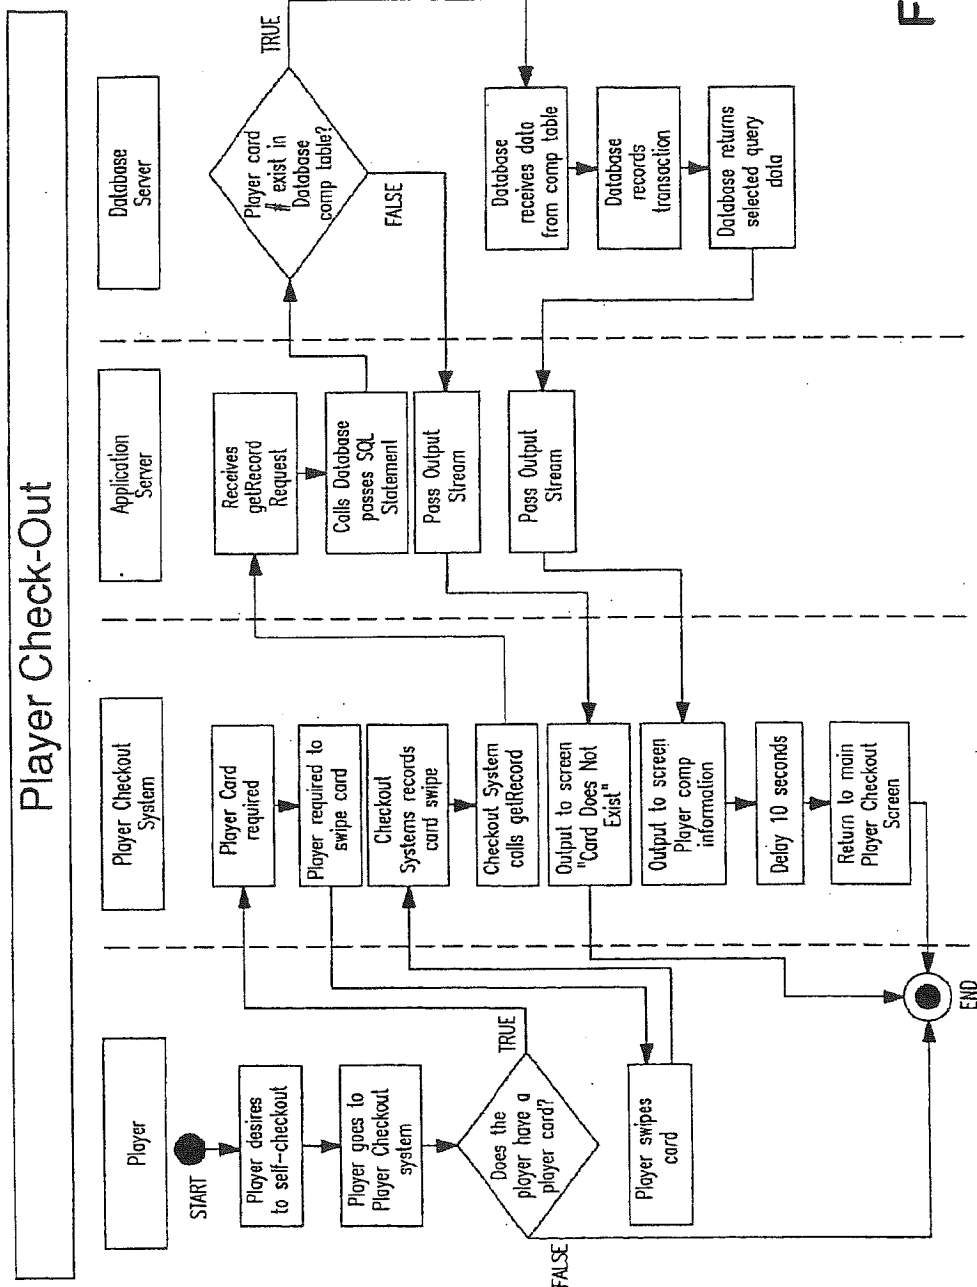 Player Check-Out
Player
START
Player desires
to self-checkout
Player goes to
Player Checkout
system
Does the
player have a
player card?
TRUE
FALSE
Player swipes
card
END
Player Checkout
System
Player Card
required
Player required to
swipe card
Checkout
Systems records
card swipe
Checkout System
calls getRecord
Output to screen
"Card Does Not
Exist"
Output to screen
Player comp
information
Delay 10 seconds
Return to main
Player Checkout
Screen
Application
Server
Receives
getRecord
Request
Calls Database
passes SQL
Statement
Pass Output
Stream
Pass Output
Stream
Database
Server
Player card
# exist in
Database
comp table?
TRUE
FALSE
Database
receives data
from comp table
Database
records
transaction
Database returns
selected query
data
F